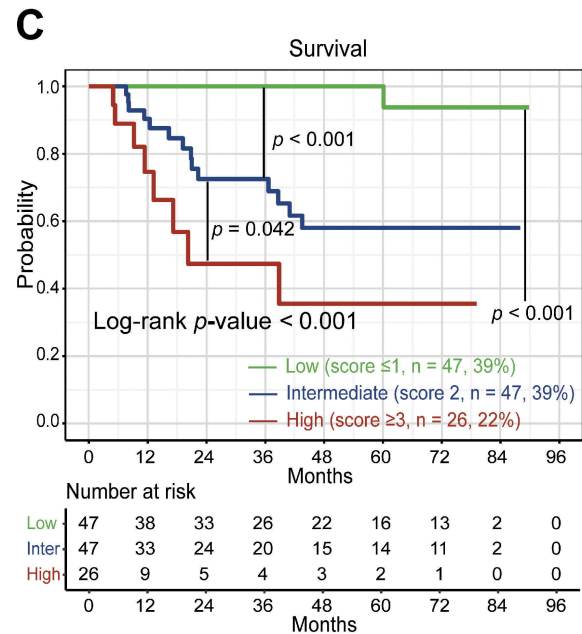 C
Survival
Probability
1.0
0.8
0.6
0.4
0.2
0.0
p < 0.001
p = 0.042
p < 0.001
Log-rank p-value < 0.001
Low (score ≤1, n = 47, 39%)
Intermediate (score 2, n = 47, 39%)
High (score ≥3, n = 26, 22%)
0 12 24 36 48 60 72 84 96
Months
Number at risk
Low 47 38 33 26 22 16 13 2 0
Inter 47 33 24 20 15 14 11 2 0
High 26 9 5 4 3 2 1 0 0
0 12 24 36 48 60 72 84 96
Months